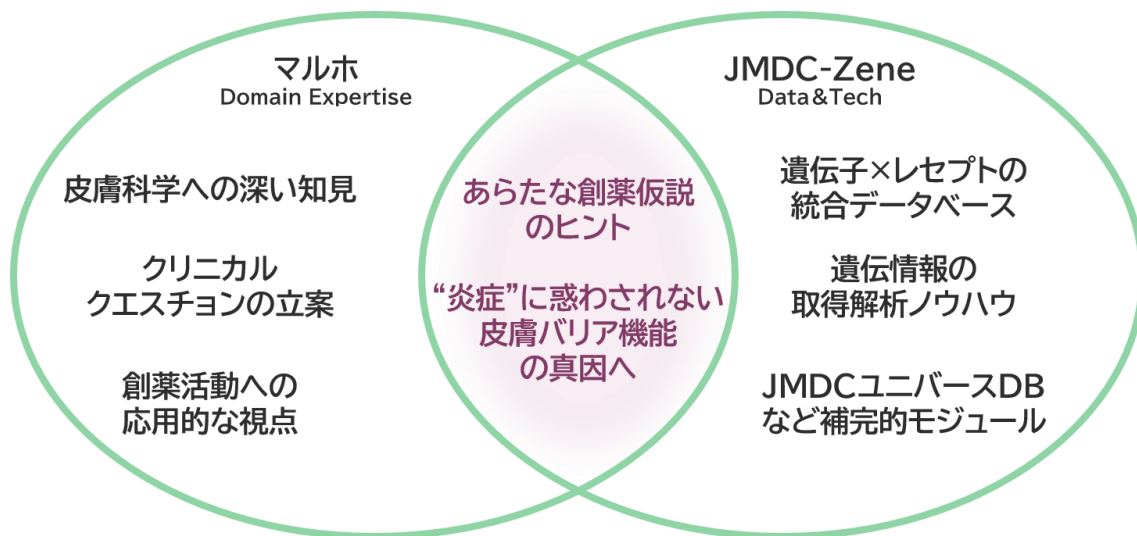 マルホ
Domain Expertise
皮膚科学への深い知見
クリニカル
クエスチョンの立案
創薬活動への
応用的な視点
あらたな創薬仮説
のヒント
“炎症”に惑わされない
皮膚バリア機能
の真因へ
JMDC-Zene
Data&Tech
遺伝子×レセプトの
統合データベース
遺伝情報の
取得解析ノウハウ
JMDCユニバースDB
など補完的モジュール